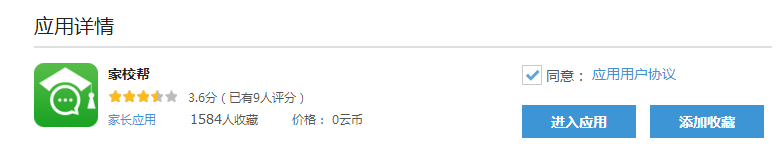 应用详情
家校帮
3.6分（已有9人评分）
家长应用 1584人收藏 价格： 0云币
同意： 应用用户协议
进入应用 添加收藏